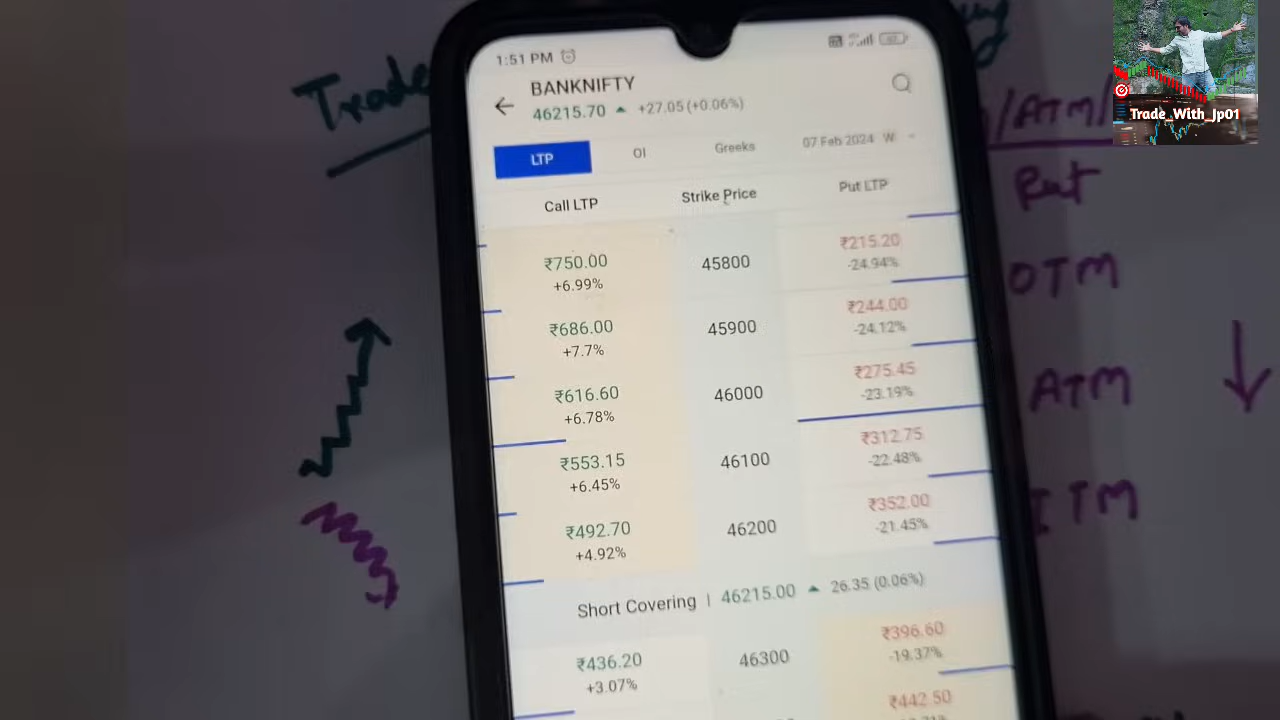 1:51 PM
BANKNIFTY
46215.70 ▲ +27.05 (+0.06%)
LTP OI Greeks 07 Feb 2024 W
Call LTP Strike Price Put LTP
₹750.00 45800 ₹215.20
+6.99% -24.94%
₹686.00 45900 ₹244.00
+7.7% -24.12%
₹616.60 46000 ₹275.45
+6.78% -23.19%
₹553.15 46100 ₹312.75
+6.45% -22.48%
₹492.70 46200 ₹352.00
+4.92% -21.45%
Short Covering | 46215.00 ▲ 26.35 (0.06%)
₹436.20 46300 ₹396.60
+3.07% -19.37%
₹442.50
Trade
/ATM/
Put
OTM
ATM
ITM
Trade_With_Jp01